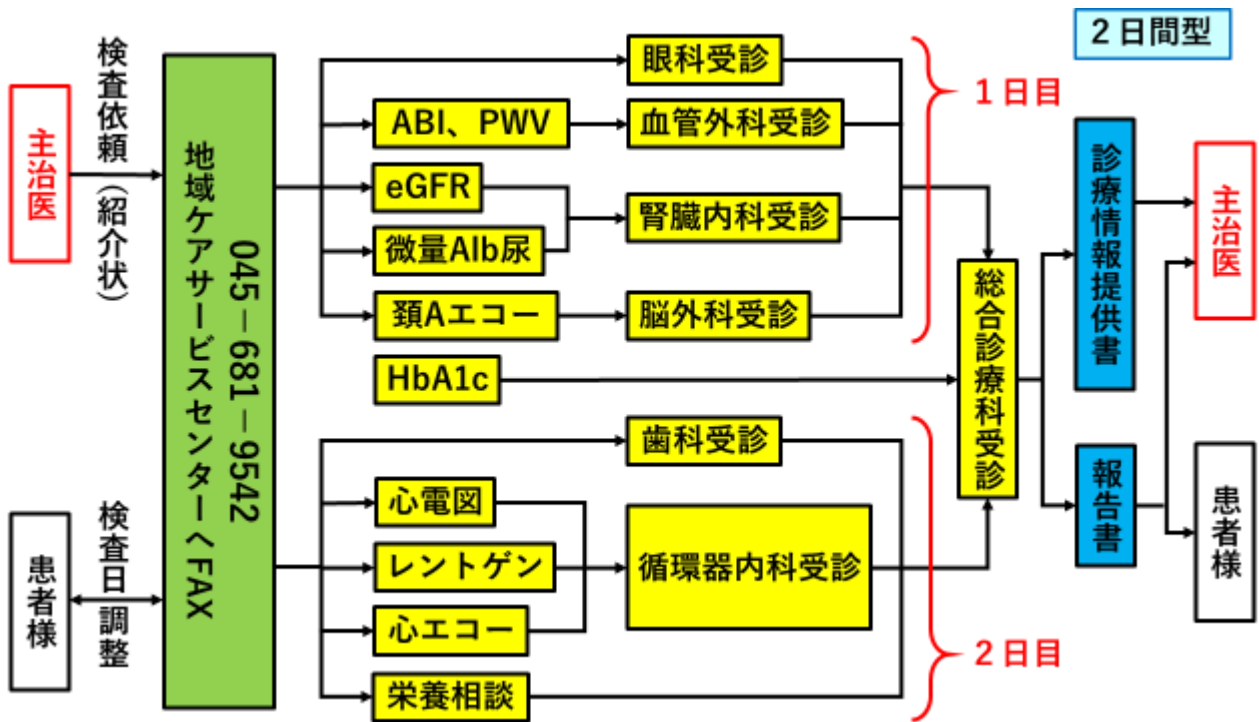 2日間型
主治医
検査依頼(紹介状)
患者様
検査日
調整
地域ケアサービスセンターへFAX
045－681－9542
眼科受診
ABI、PWV
血管外科受診
eGFR
微量Alb尿
腎臓内科受診
頚Aエコー
脳外科受診
HbA1c
1日目
歯科受診
心電図
レントゲン
心エコー
循環器内科受診
栄養相談
2日目
総合診療科受診
診療情報提供書
報告書
主治医
患者様